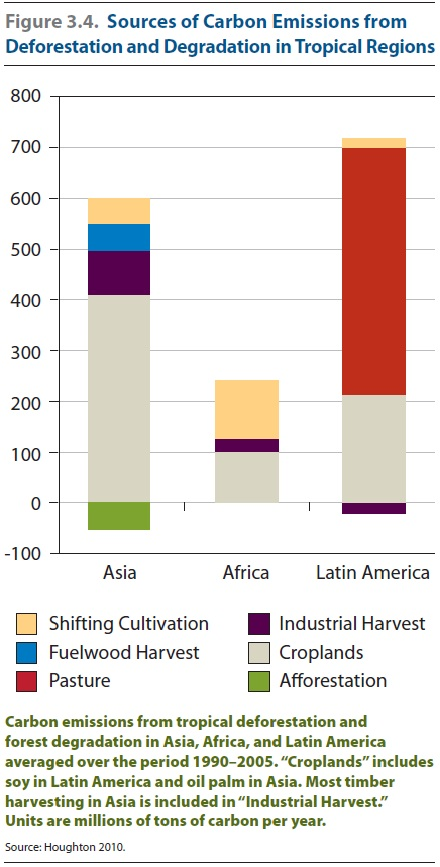 Figure 3.4. Sources of Carbon Emissions from
Deforestation and Degradation in Tropical Regions
800
700
600
500
400
300
200
100
0
-100
Asia
Africa
Latin America
Shifting Cultivation
Industrial Harvest
Fuelwood Harvest
Croplands
Pasture
Afforestation
Carbon emissions from tropical deforestation and
forest degradation in Asia, Africa, and Latin America
averaged over the period 1990–2005. “Croplands” includes
soy in Latin America and oil palm in Asia. Most timber
harvesting in Asia is included in “Industrial Harvest.”
Units are millions of tons of carbon per year.
Source: Houghton 2010.